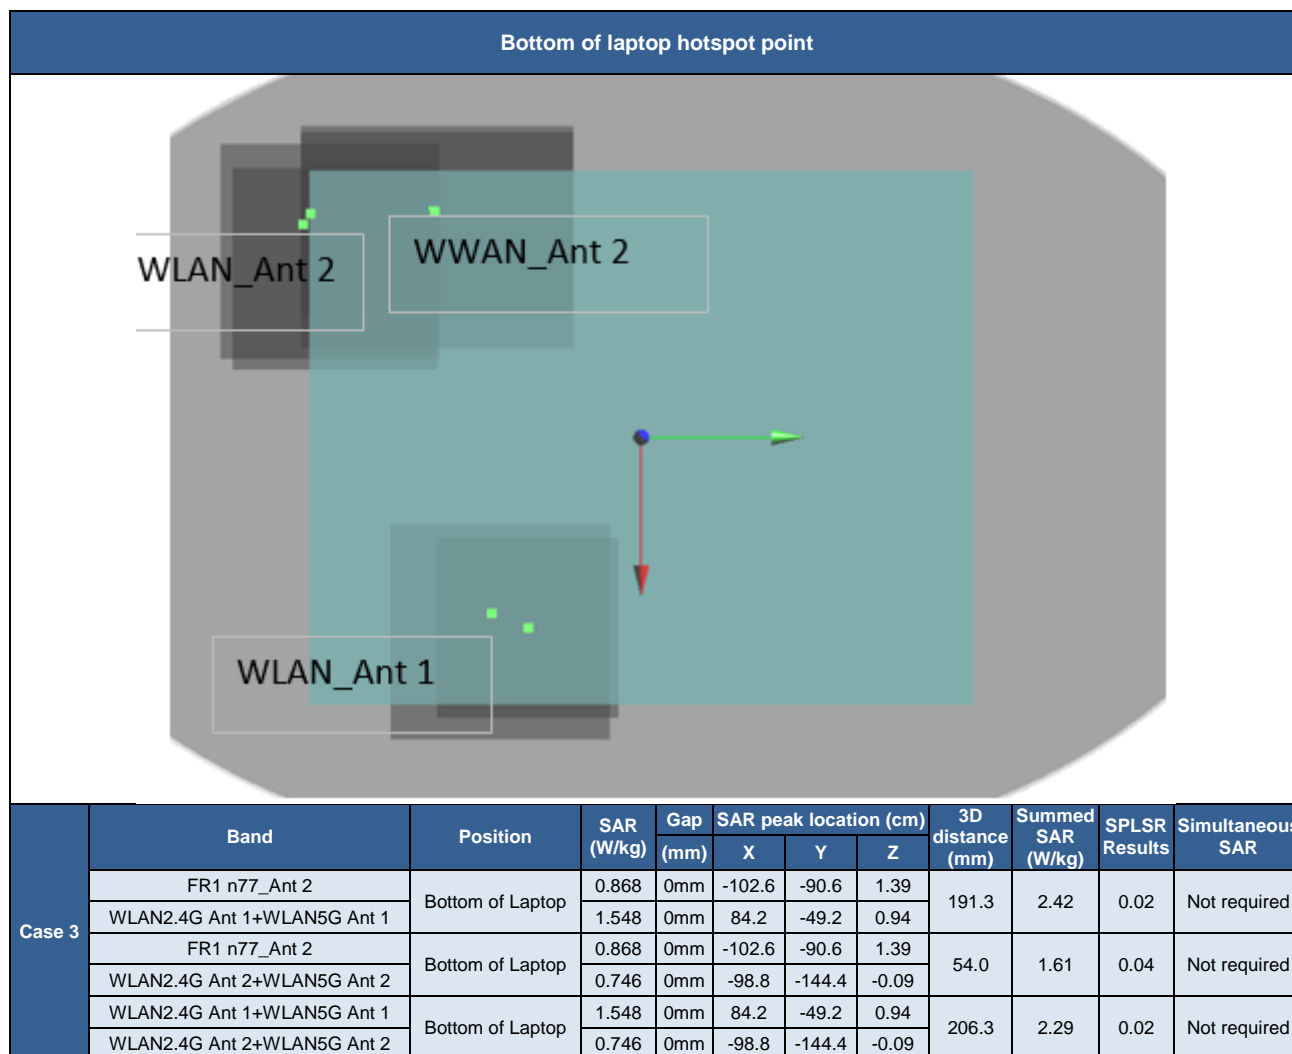 Bottom of laptop hotspot point
WLAN_Ant 2
WWAN_Ant 2
WLAN_Ant 1
Case 3
Band Position SAR (W/kg) Gap (mm) SAR peak location (cm) X Y Z 3D distance (mm) Summed SAR (W/kg) SPLSR Results Simultaneous SAR
FR1 n77_Ant 2 Bottom of Laptop 0.868 0mm -102.6 -90.6 1.39 191.3 2.42 0.02 Not required
WLAN2.4G Ant 1+WLAN5G Ant 1 1.548 0mm 84.2 -49.2 0.94
FR1 n77_Ant 2 Bottom of Laptop 0.868 0mm -102.6 -90.6 1.39 54.0 1.61 0.04 Not required
WLAN2.4G Ant 2+WLAN5G Ant 2 0.746 0mm -98.8 -144.4 -0.09
WLAN2.4G Ant 1+WLAN5G Ant 1 Bottom of Laptop 1.548 0mm 84.2 -49.2 0.94 206.3 2.29 0.02 Not required
WLAN2.4G Ant 2+WLAN5G Ant 2 0.746 0mm -98.8 -144.4 -0.09